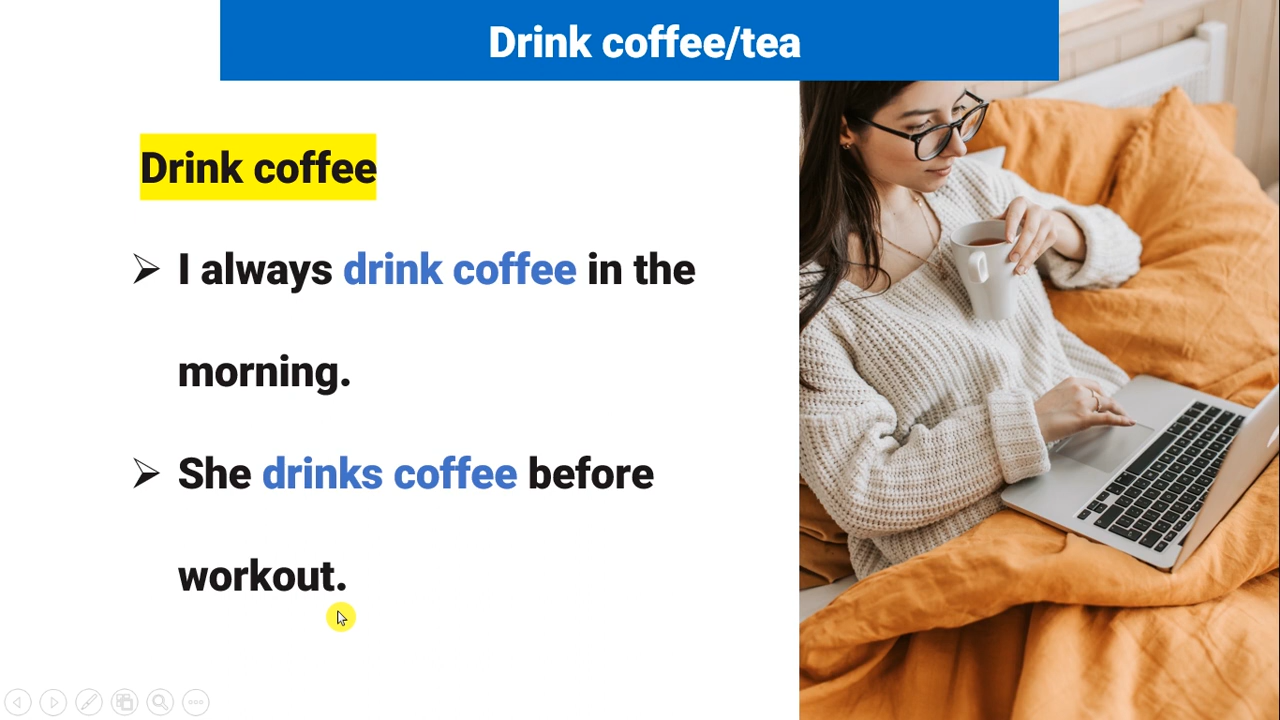 Drink coffee/tea
Drink coffee
I always drink coffee in the
morning.
She drinks coffee before
workout.